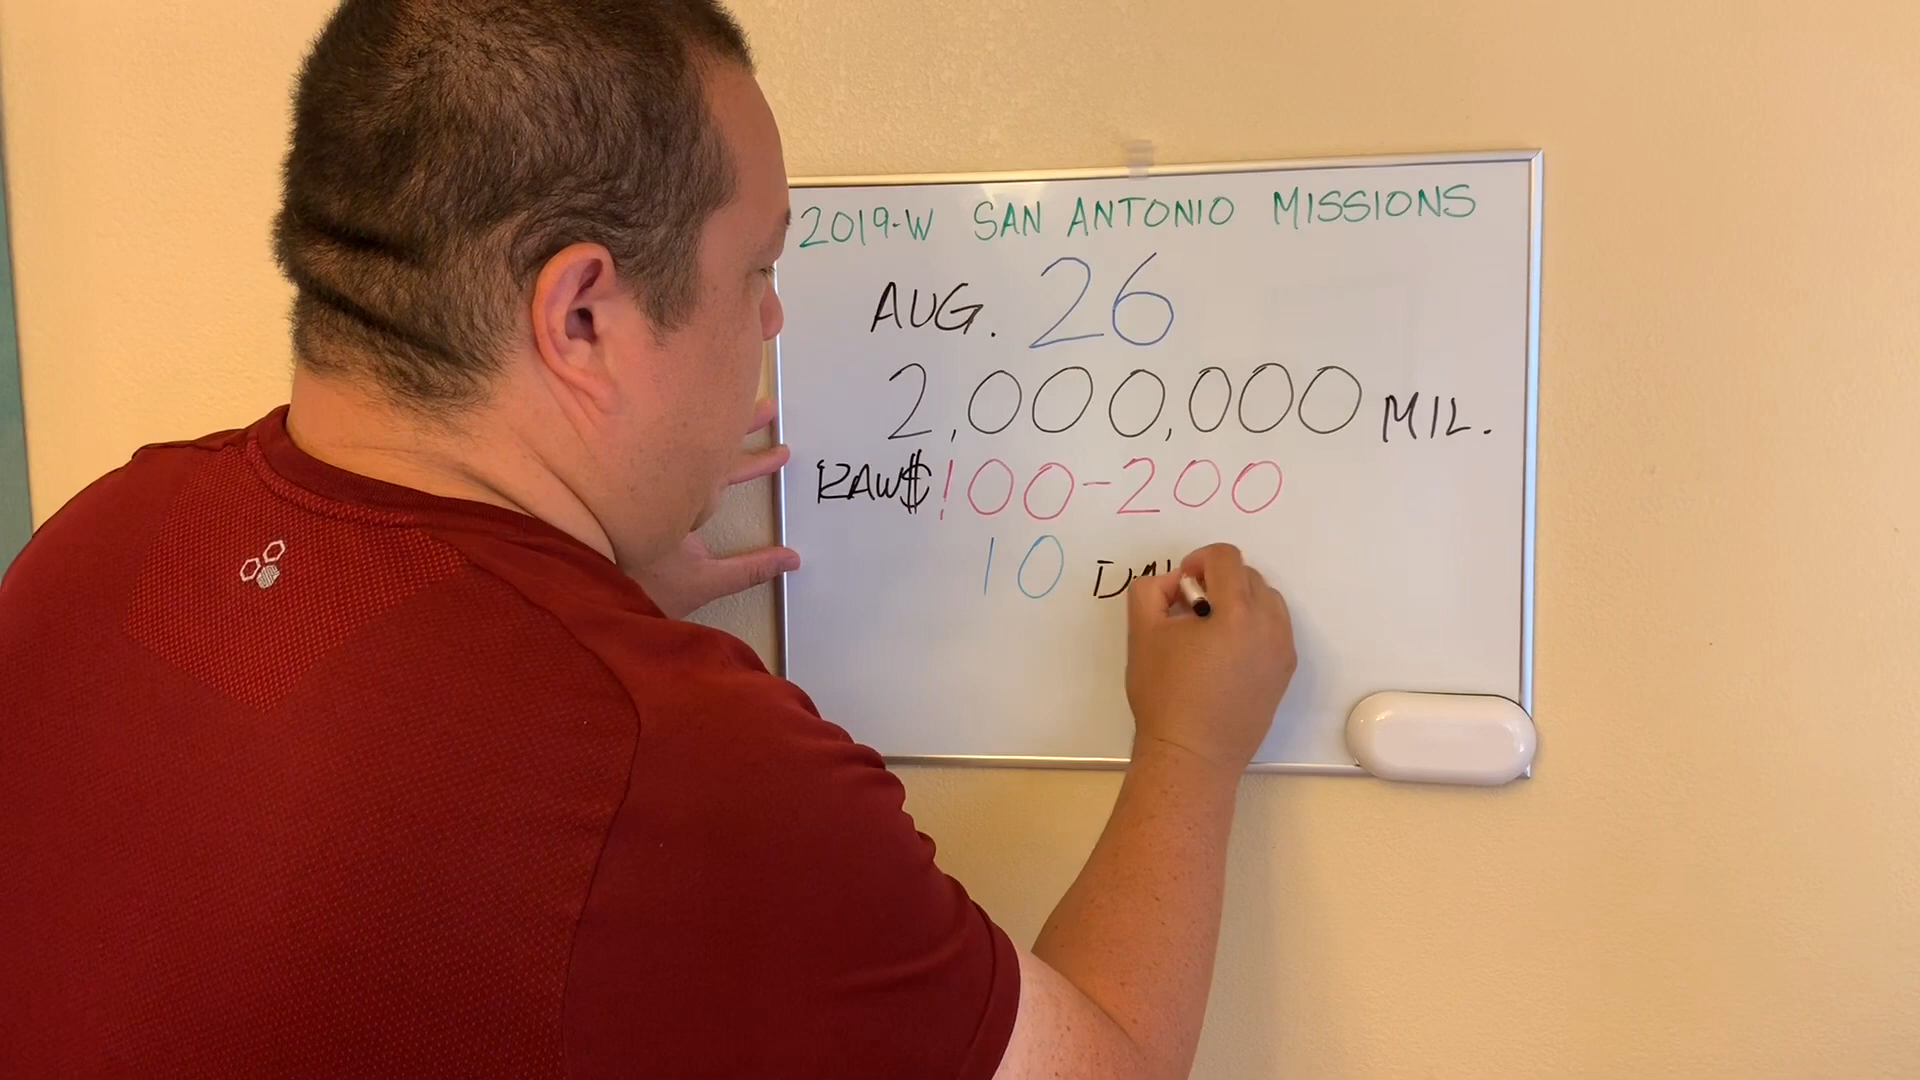 2019-W SAN ANTONIO MISSIONS
AUG. 26
2,000,000 MIL.
RAW $100-200
10